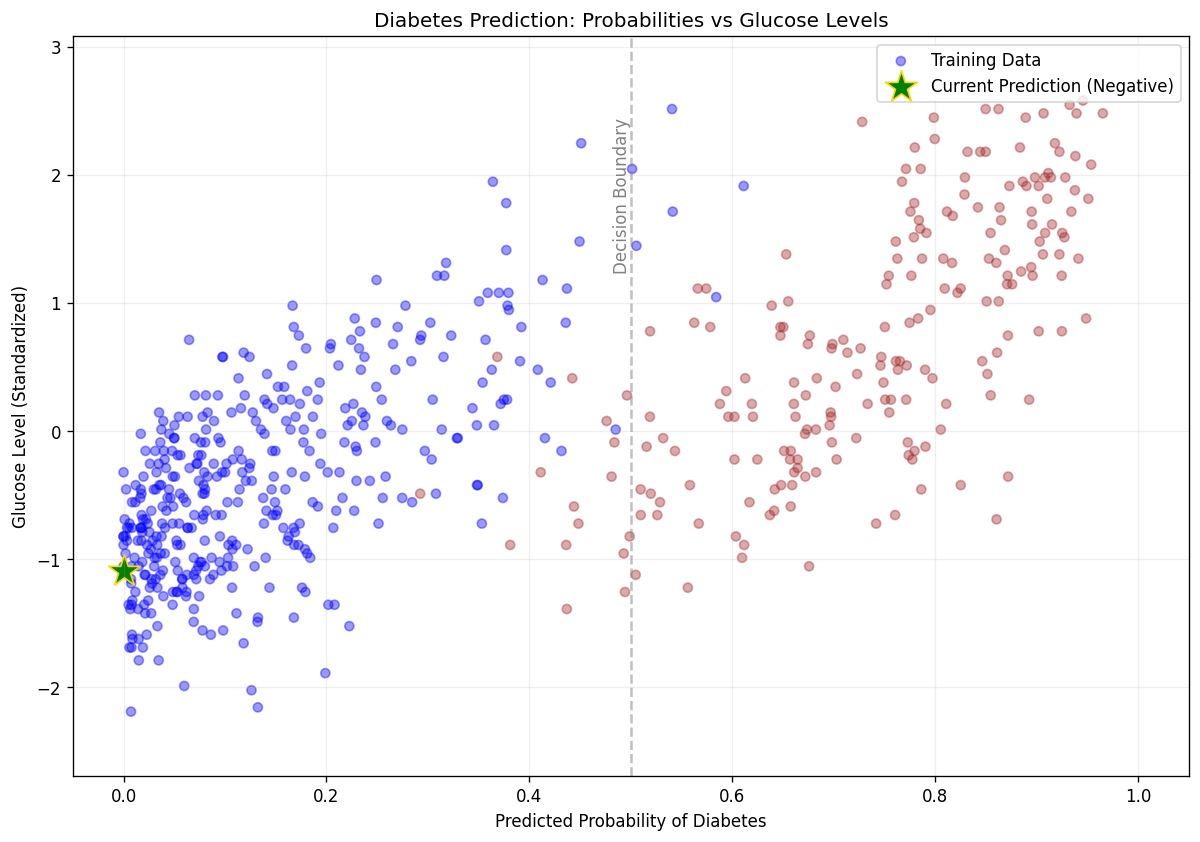 Diabetes Prediction: Probabilities vs Glucose Levels
Training Data
Current Prediction (Negative)
Decision Boundary
Glucose Level (Standardized)
3
2
1
0
−1
−2
0.0
0.2
0.4
0.6
0.8
1.0
Predicted Probability of Diabetes